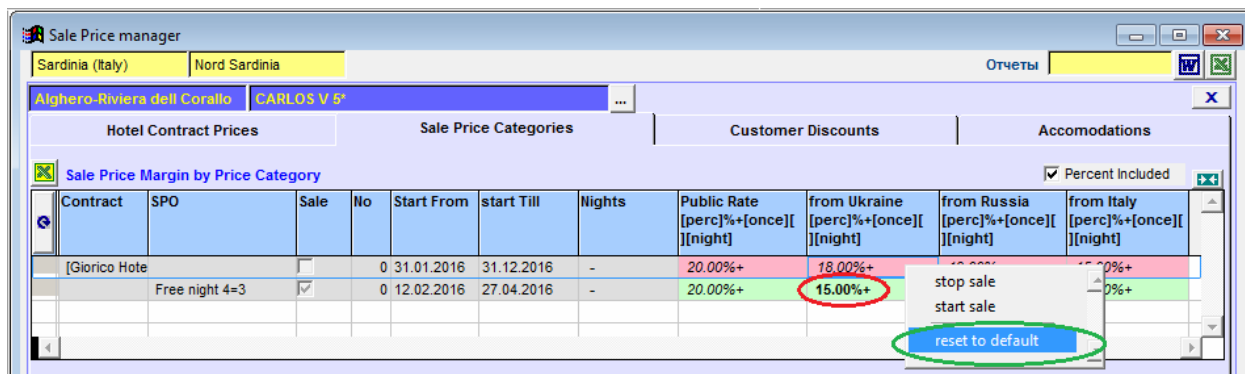 Sale Price manager
Sardinia (Italy) Nord Sardinia Отчеты
Alghero-Riviera dell Corallo CARLOS V 5* ... X
Hotel Contract Prices Sale Price Categories Customer Discounts Accomodations
Sale Price Margin by Price Category Percent Included
Contract SPO Sale No Start From start Till Nights Public Rate from Ukraine from Russia from Italy
[perc]%+[once][ [perc]%+[once][ [perc]%+[once][ [perc]%+[once][
][night] ][night] ][night] ][night]
[Giorico Hote 0 31.01.2016 31.12.2016 - 20.00%+ 18.00%+
Free night 4=3 0 12.02.2016 27.04.2016 - 20.00%+ 15.00%+ 0%+
stop sale
start sale
reset to default